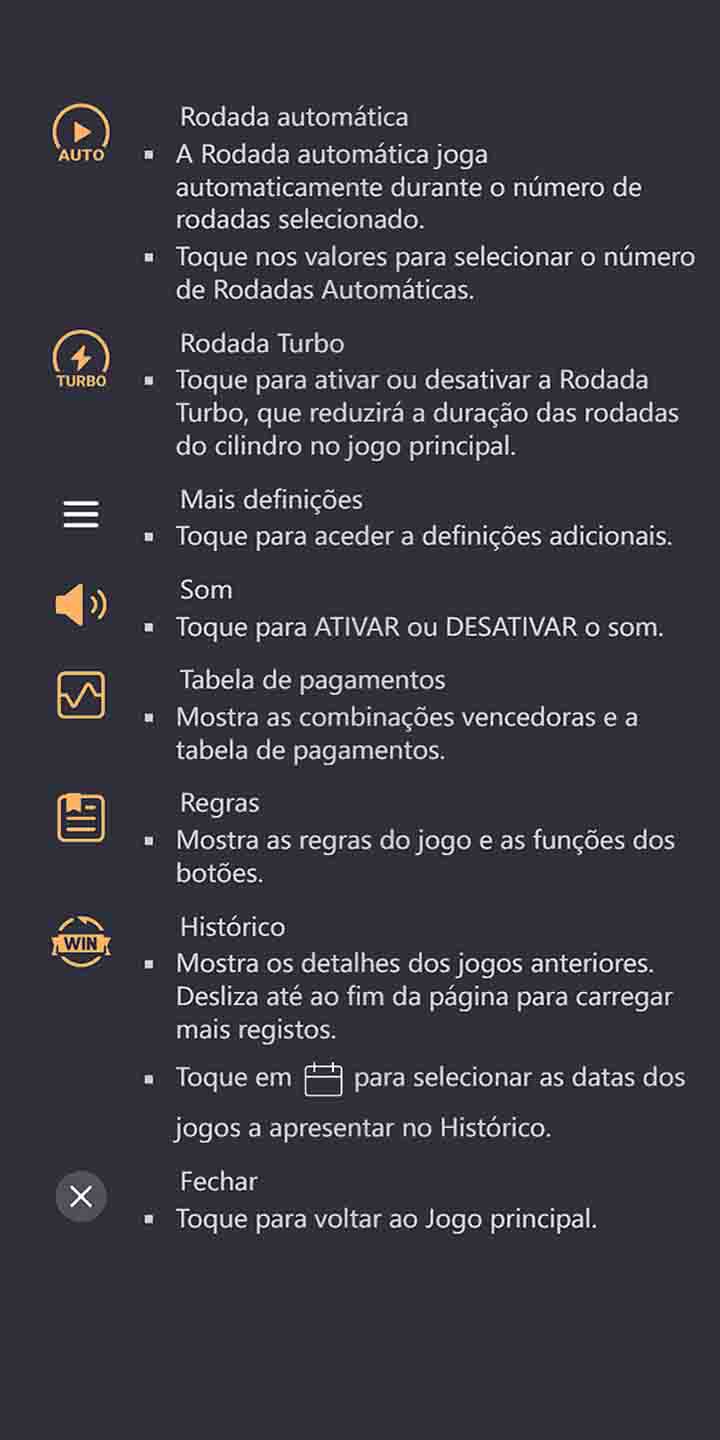 Rodada automática
AUTO
▪ A Rodada automática joga
automaticamente durante o número de
rodadas selecionado.
▪ Toque nos valores para selecionar o número
de Rodadas Automáticas.
Rodada Turbo
TURBO
▪ Toque para ativar ou desativar a Rodada
Turbo, que reduzirá a duração das rodadas
do cilindro no jogo principal.
Mais definições
▪ Toque para aceder a definições adicionais.
Som
▪ Toque para ATIVAR ou DESATIVAR o som.
Tabela de pagamentos
▪ Mostra as combinações vencedoras e a
tabela de pagamentos.
Regras
▪ Mostra as regras do jogo e as funções dos
botões.
Histórico
WIN
▪ Mostra os detalhes dos jogos anteriores.
Desliza até ao fim da página para carregar
mais registos.
▪ Toque em para selecionar as datas dos
jogos a apresentar no Histórico.
Fechar
▪ Toque para voltar ao Jogo principal.